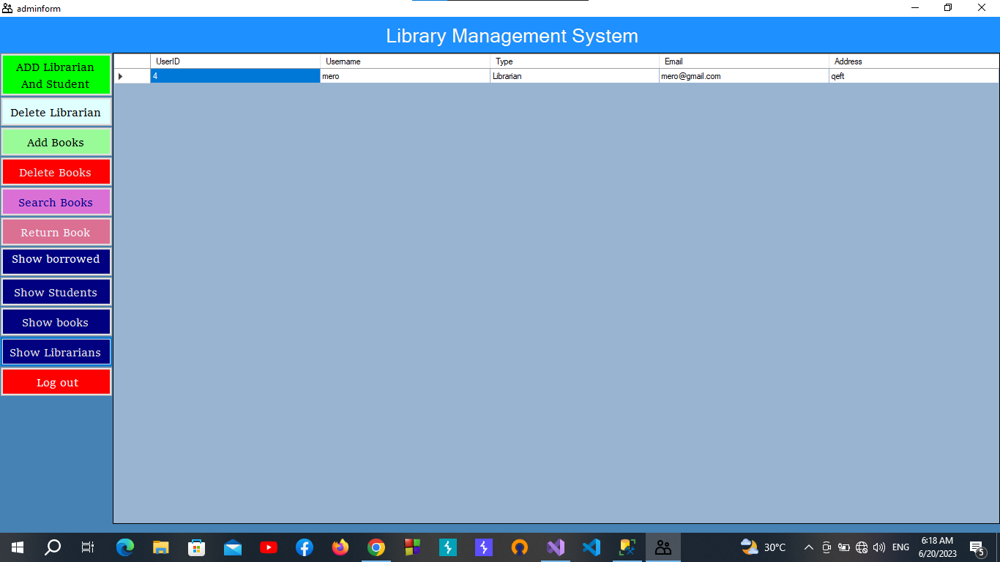 adminform
Library Management System
ADD Librarian
And Student
Delete Librarian
Add Books
Delete Books
Search Books
Return Book
Show borrowed
Show Students
Show books
Show Librarians
Log out
UserID Username Type Email Address
4 mero Librarian mero@gmail.com qeft
30°C ENG 6:18 AM
6/20/2023 5